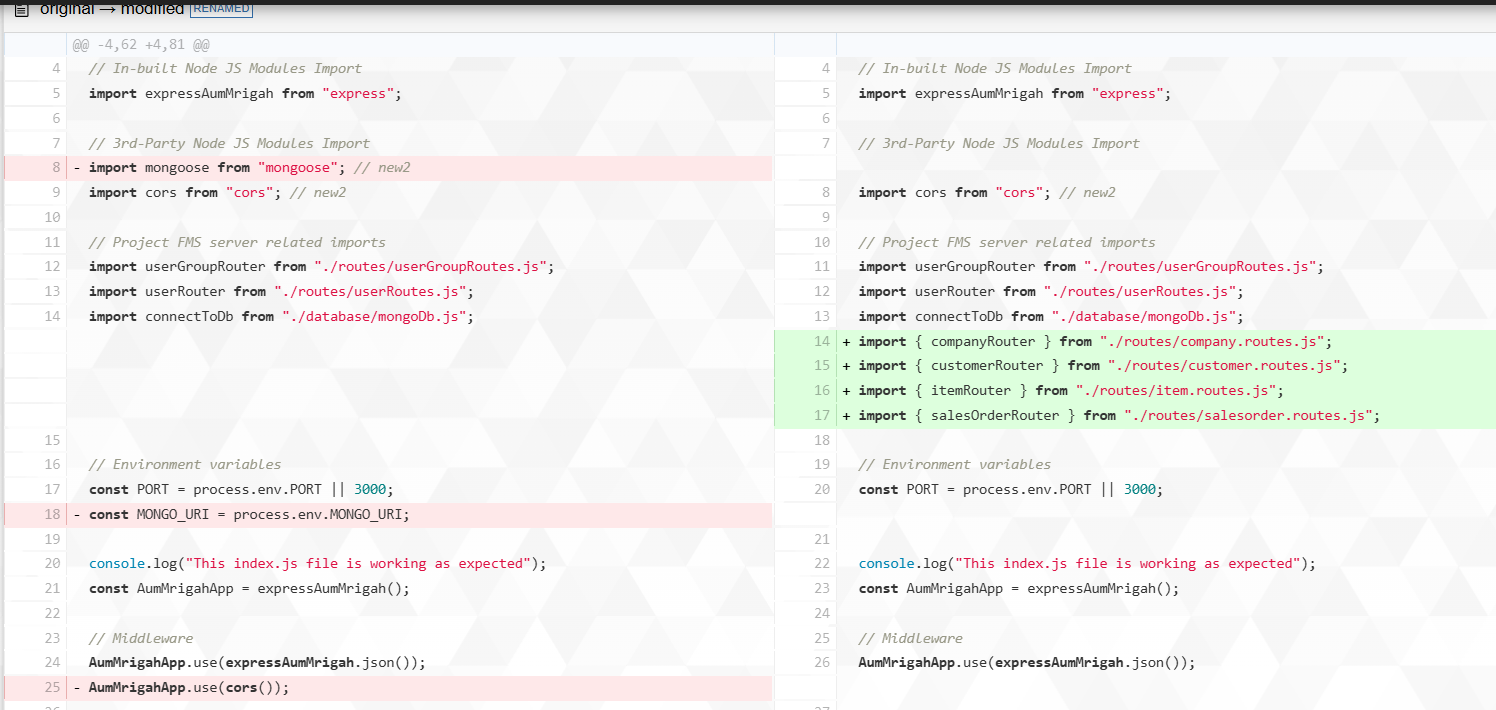 original → modified RENAMED
@@ -4,62 +4,81 @@
4 // In-built Node JS Modules Import
5 import expressAumMrigah from "express";
6
7 // 3rd-Party Node JS Modules Import
8 - import mongoose from "mongoose"; // new2
9 import cors from "cors"; // new2
10
11 // Project FMS server related imports
12 import userGroupRouter from "./routes/userGroupRoutes.js";
13 import userRouter from "./routes/userRoutes.js";
14 import connectToDb from "./database/mongoDb.js";
15
16 // Environment variables
17 const PORT = process.env.PORT || 3000;
18 - const MONGO_URI = process.env.MONGO_URI;
19
20 console.log("This index.js file is working as expected");
21 const AumMrigahApp = expressAumMrigah();
22
23 // Middleware
24 AumMrigahApp.use(expressAumMrigah.json());
25 - AumMrigahApp.use(cors());
4 // In-built Node JS Modules Import
5 import expressAumMrigah from "express";
6
7 // 3rd-Party Node JS Modules Import
8 import cors from "cors"; // new2
9
10 // Project FMS server related imports
11 import userGroupRouter from "./routes/userGroupRoutes.js";
12 import userRouter from "./routes/userRoutes.js";
13 import connectToDb from "./database/mongoDb.js";
14 + import { companyRouter } from "./routes/company.routes.js";
15 + import { customerRouter } from "./routes/customer.routes.js";
16 + import { itemRouter } from "./routes/item.routes.js";
17 + import { salesOrderRouter } from "./routes/salesorder.routes.js";
18
19 // Environment variables
20 const PORT = process.env.PORT || 3000;
21
22 console.log("This index.js file is working as expected");
23 const AumMrigahApp = expressAumMrigah();
24
25 // Middleware
26 AumMrigahApp.use(expressAumMrigah.json());